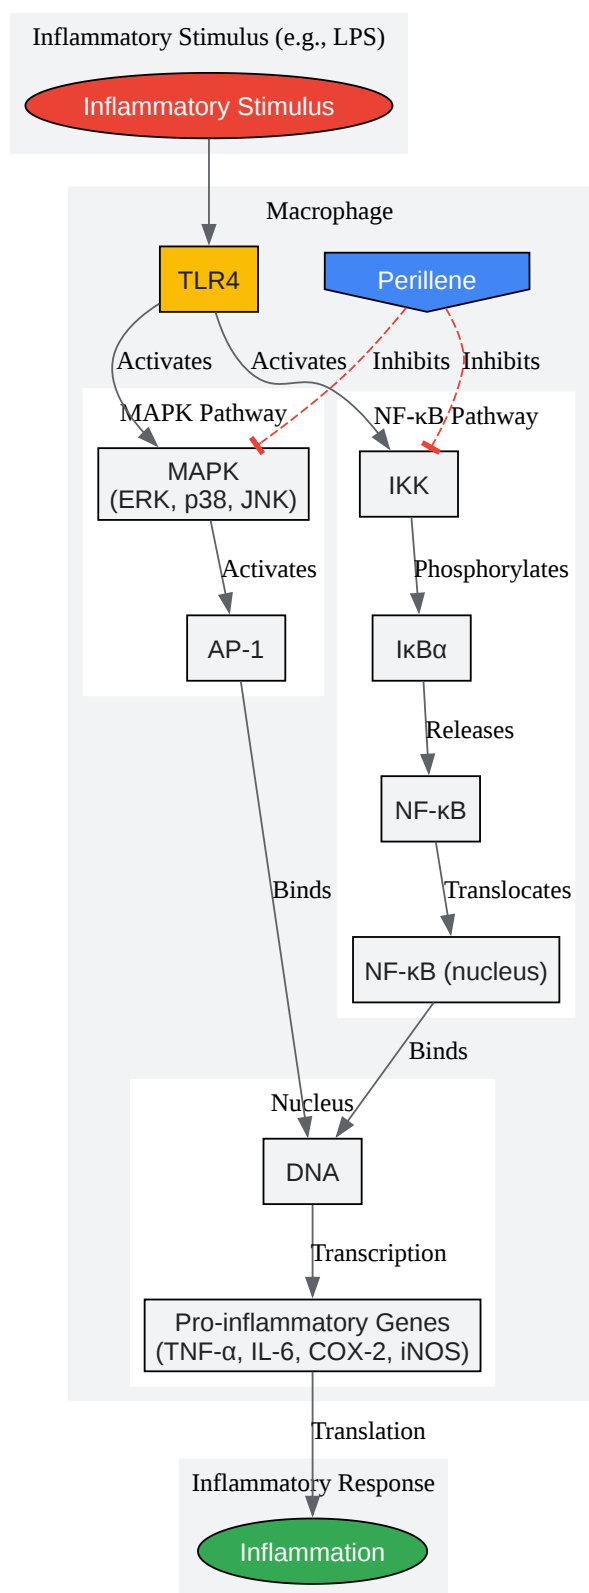 Inflammatory Stimulus (e.g., LPS)
Inflammatory Stimulus
Macrophage
TLR4
Perillene
Activates
Activates
Inhibits
Inhibits
MAPK Pathway
NF-κB Pathway
MAPK
(ERK, p38, JNK)
IKK
Activates
Phosphorylates
AP-1
IκBα
Releases
NF-κB
Binds
Translocates
NF-κB (nucleus)
Binds
Nucleus
DNA
Transcription
Pro-inflammatory Genes
(TNF-α, IL-6, COX-2, iNOS)
Translation
Inflammatory Response
Inflammation